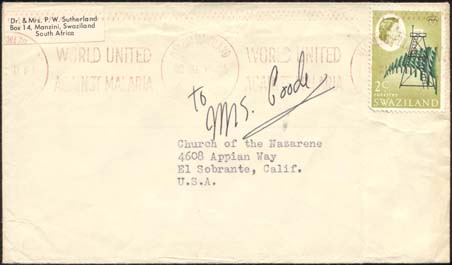 Dr. & Mrs. P. W. Sutherland
Box 14, Manzini, Swaziland
South Africa
WORLD UNITED
AGAINST MALARIA
WORLD UNITED
AGAINST MALARIA
2½c
SWAZILAND
to
Mrs. Goode
Church of the Nazarene
4608 Appian Way
El Sobrante, Calif.
U.S.A.